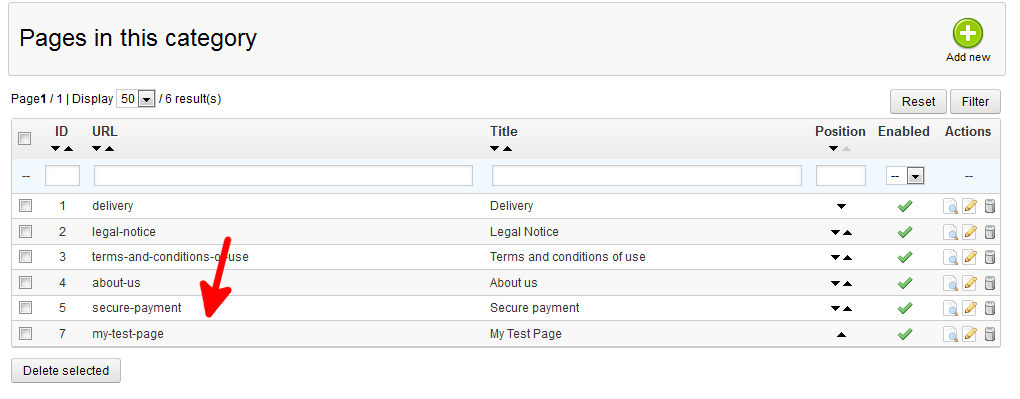 Pages in this category
Add new
Page1 / 1 | Display 50 / 6 result(s)
Reset Filter
ID URL Title Position Enabled Actions
-- -- --
1 delivery Delivery
2 legal-notice Legal Notice
3 terms-and-conditions-of-use Terms and conditions of use
4 about-us About us
5 secure-payment Secure payment
7 my-test-page My Test Page
Delete selected